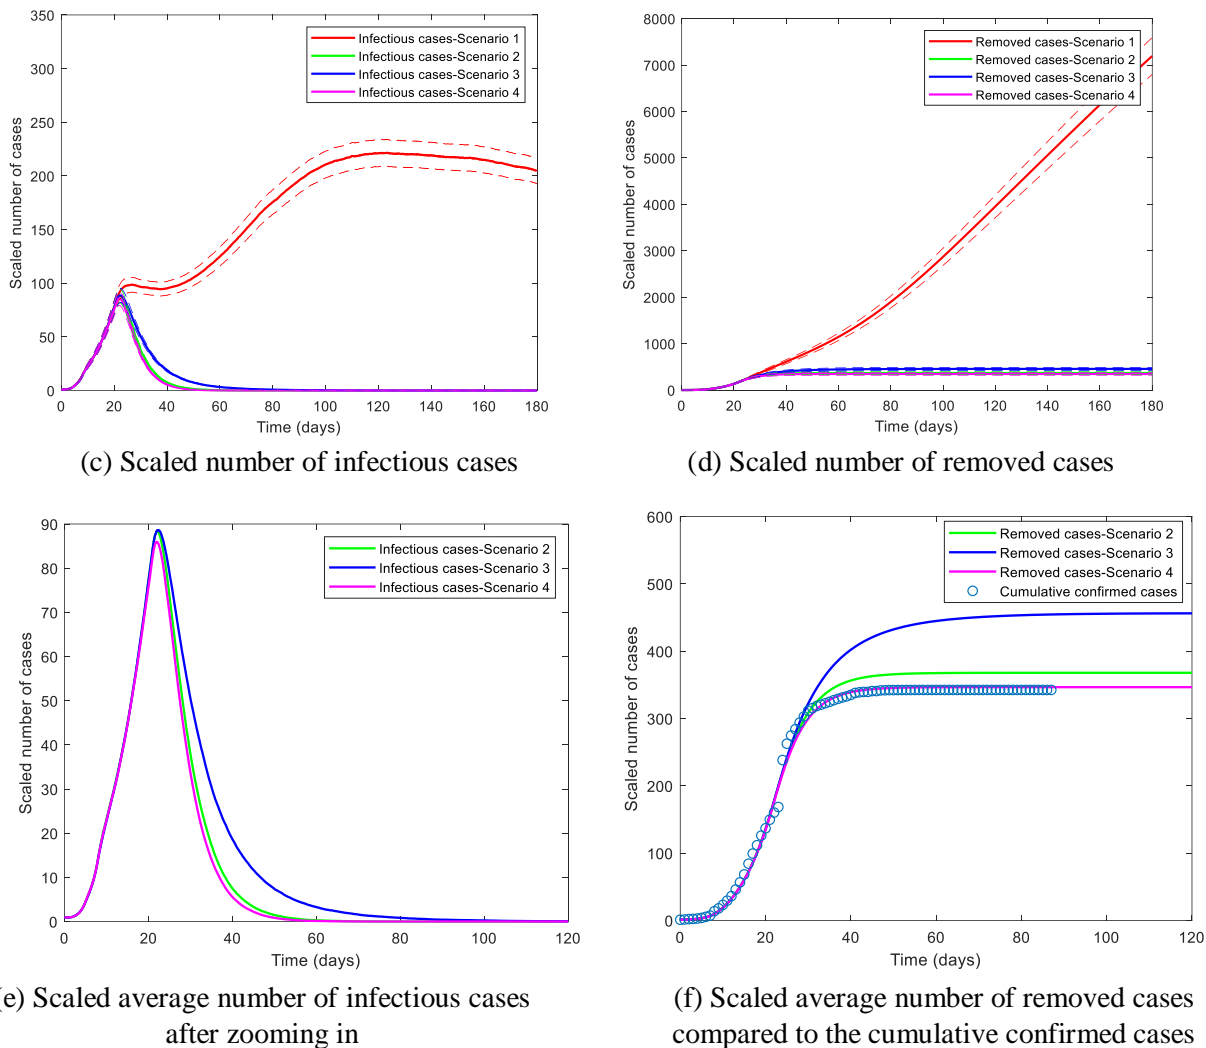 350
300
250
200
150
100
50
0
0 20 40 60 80 100 120 140 160 180
Scaled number of cases
Time (days)
Infectious cases-Scenario 1
Infectious cases-Scenario 2
Infectious cases-Scenario 3
Infectious cases-Scenario 4
(c) Scaled number of infectious cases
8000
7000
6000
5000
4000
3000
2000
1000
0
0 20 40 60 80 100 120 140 160 180
Scaled number of cases
Time (days)
Removed cases-Scenario 1
Removed cases-Scenario 2
Removed cases-Scenario 3
Removed cases-Scenario 4
(d) Scaled number of removed cases
90
80
70
60
50
40
30
20
10
0
0 20 40 60 80 100 120
Scaled number of cases
Time (days)
Infectious cases-Scenario 2
Infectious cases-Scenario 3
Infectious cases-Scenario 4
(e) Scaled average number of infectious cases
after zooming in
600
500
400
300
200
100
0
0 20 40 60 80 100 120
Scaled number of cases
Time (days)
Removed cases-Scenario 2
Removed cases-Scenario 3
Removed cases-Scenario 4
Cumulative confirmed cases
(f) Scaled average number of removed cases
compared to the cumulative confirmed cases